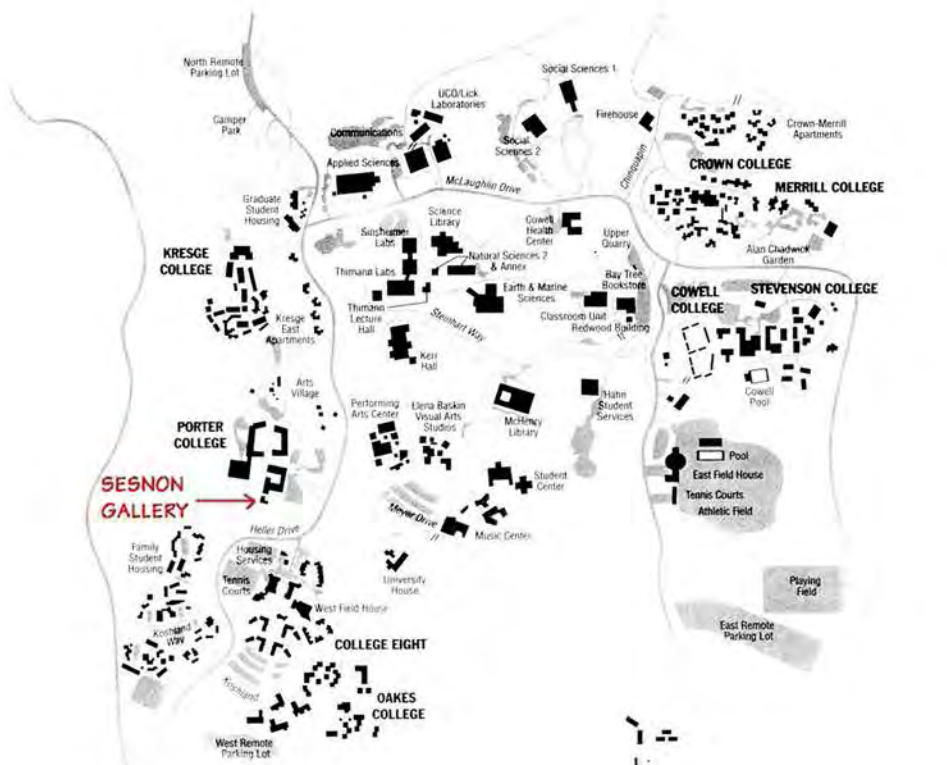 Social Sciences 1
North Remote
Parking Lot
UCO/Lick
Laboratories
Camper
Park
Firehouse
Crown-Merrill
Apartments
Communications
Social
Sciences 2
Chinquapin
CROWN COLLEGE
Applied Sciences
McLaughlin Drive
MERRILL COLLEGE
Graduate
Student
Housing
Science
Library
Cowell
Health
Center
Sinsheimer
Labs
Upper
Quarry
KRESGE
COLLEGE
Natural Sciences 2
& Annex
Alan Chadwick
Garden
Thimann Labs
Bay Tree
Bookstore
STEVENSON COLLEGE
Earth & Marine
Sciences
COWELL
COLLEGE
Thimann
Lecture
Hall
Steinhart Way
Classroom Unit
Redwood Building
Kresge
East
Apartments
Kerr
Hall
Arts
Village
Cowell
Pool
Performing
Arts Center
Elena Baskin
Visual Arts
Studios
McHenry
Library
Hahn
Student
Services
PORTER
COLLEGE
Pool
East Field House
Student
Center
SESNON
GALLERY
Tennis Courts
Athletic Field
Meyer Drive
Heller Drive
Music Center
Family
Student
Housing
Housing
Services
Tennis
Courts
University
House
Playing
Field
West Field House
East Remote
Parking Lot
Koshland
Way
COLLEGE EIGHT
Koshland
OAKES
COLLEGE
West Remote
Parking Lot